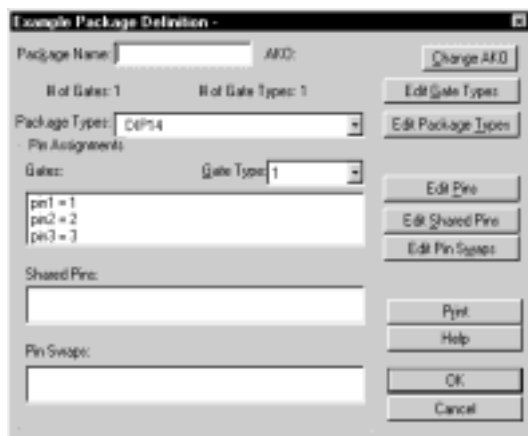 Example Package Definition -
Package Name:
AKO:
Change AKO
# of Gates: 1
# of Gate Types: 1
Edit Gate Types
Package Types:
DIP14
Edit Package Types
Pin Assignments
Gates:
Gate Type:
1
Edit Pins
pin1 = 1
pin2 = 2
pin3 = 3
Edit Shared Pins
Edit Pin Swaps
Shared Pins:
Print
Help
Pin Swaps:
OK
Cancel